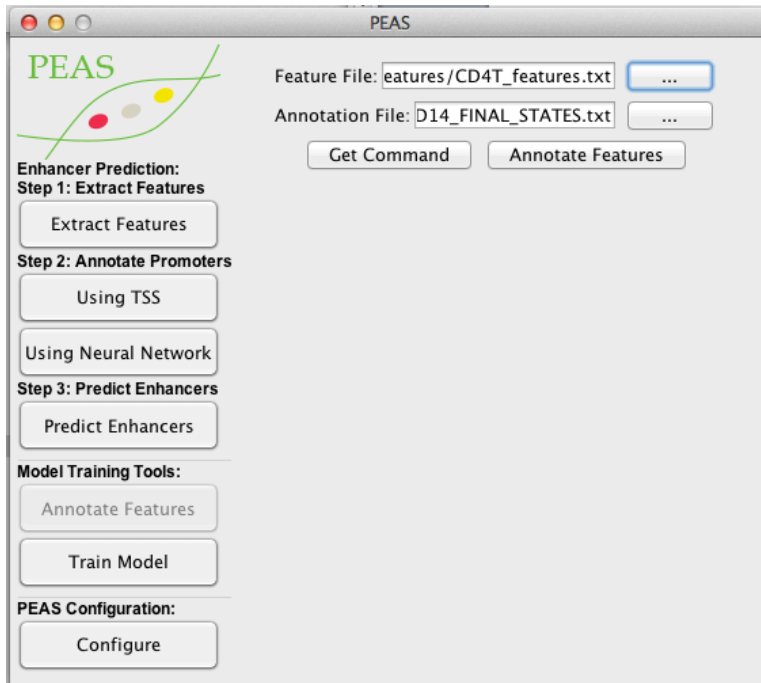 PEAS
PEAS
Feature File: eatures/CD4T_features.txt ...
Annotation File: D14_FINAL_STATES.txt ...
Get Command Annotate Features
Enhancer Prediction:
Step 1: Extract Features
Extract Features
Step 2: Annotate Promoters
Using TSS
Using Neural Network
Step 3: Predict Enhancers
Predict Enhancers
Model Training Tools:
Annotate Features
Train Model
PEAS Configuration:
Configure